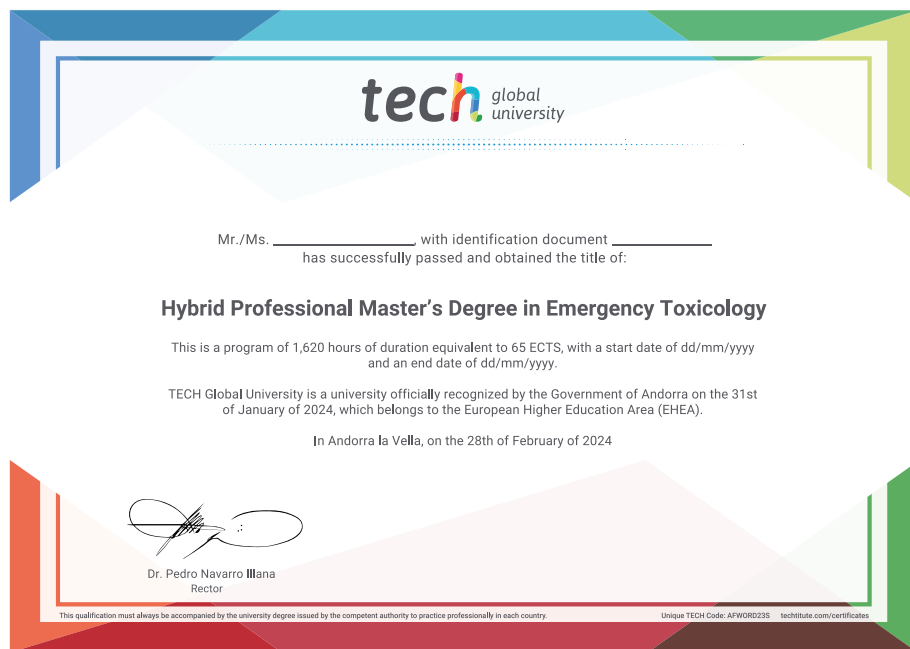 tech global
university
Mr./Ms. ________________, with identification document ___________
has successfully passed and obtained the title of:
Hybrid Professional Master’s Degree in Emergency Toxicology
This is a program of 1,620 hours of duration equivalent to 65 ECTS, with a start date of dd/mm/yyyy
and an end date of dd/mm/yyyy.
TECH Global University is a university officially recognized by the Government of Andorra on the 31st
of January of 2024, which belongs to the European Higher Education Area (EHEA).
In Andorra la Vella, on the 28th of February of 2024
Dr. Pedro Navarro Illana
Rector
This qualification must always be accompanied by the university degree issued by the competent authority to practice professionally in each country. Unique TECH Code: AFWORD23S techtitute.com/certificates